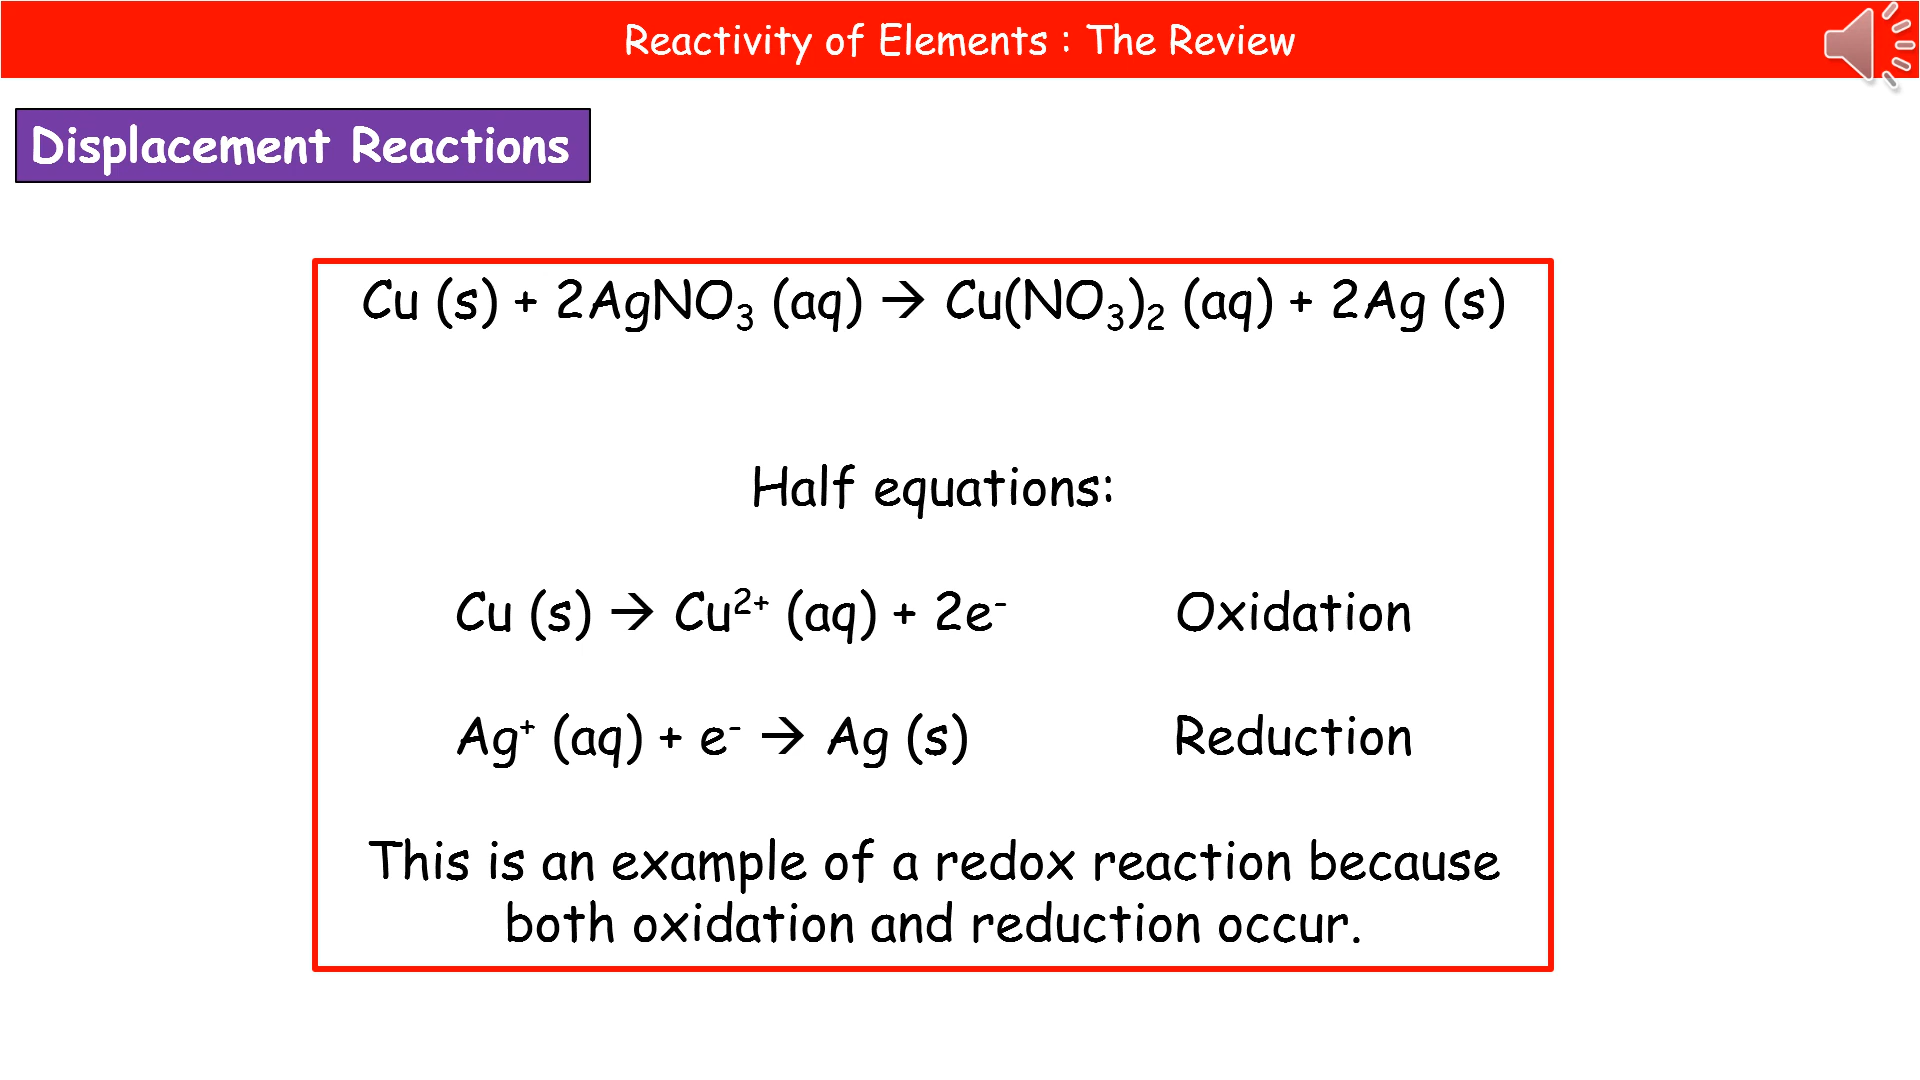 Reactivity of Elements : The Review
Displacement Reactions
Cu (s) + 2AgNO₃ (aq) → Cu(NO₃)₂ (aq) + 2Ag (s)
Half equations:
Cu (s) → Cu²⁺ (aq) + 2e⁻ Oxidation
Ag⁺ (aq) + e⁻ → Ag (s) Reduction
This is an example of a redox reaction because
both oxidation and reduction occur.